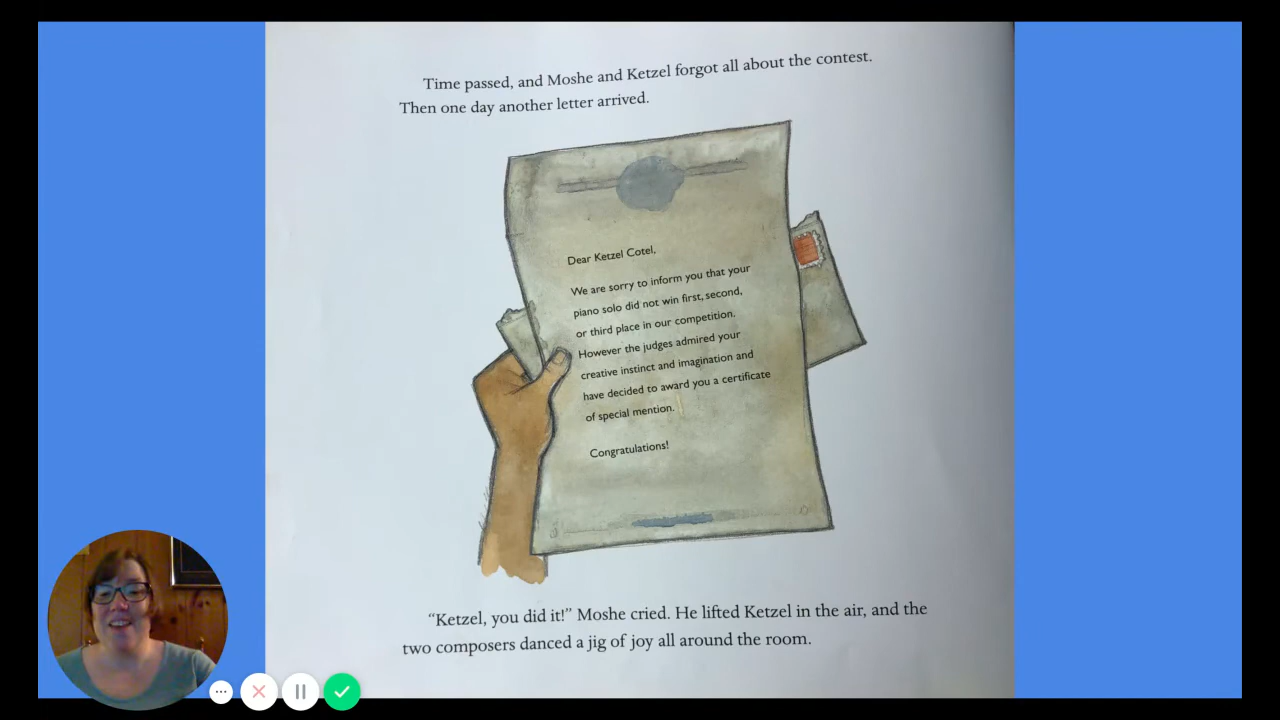 Time passed, and Moshe and Ketzel forgot all about the contest.
Then one day another letter arrived.
Dear Ketzel Cotel,
We are sorry to inform you that your
piano solo did not win first, second,
or third place in our competition.
However the judges admired your
creative instinct and imagination and
have decided to award you a certificate
of special mention.
Congratulations!
“Ketzel, you did it!” Moshe cried. He lifted Ketzel in the air, and the
two composers danced a jig of joy all around the room.